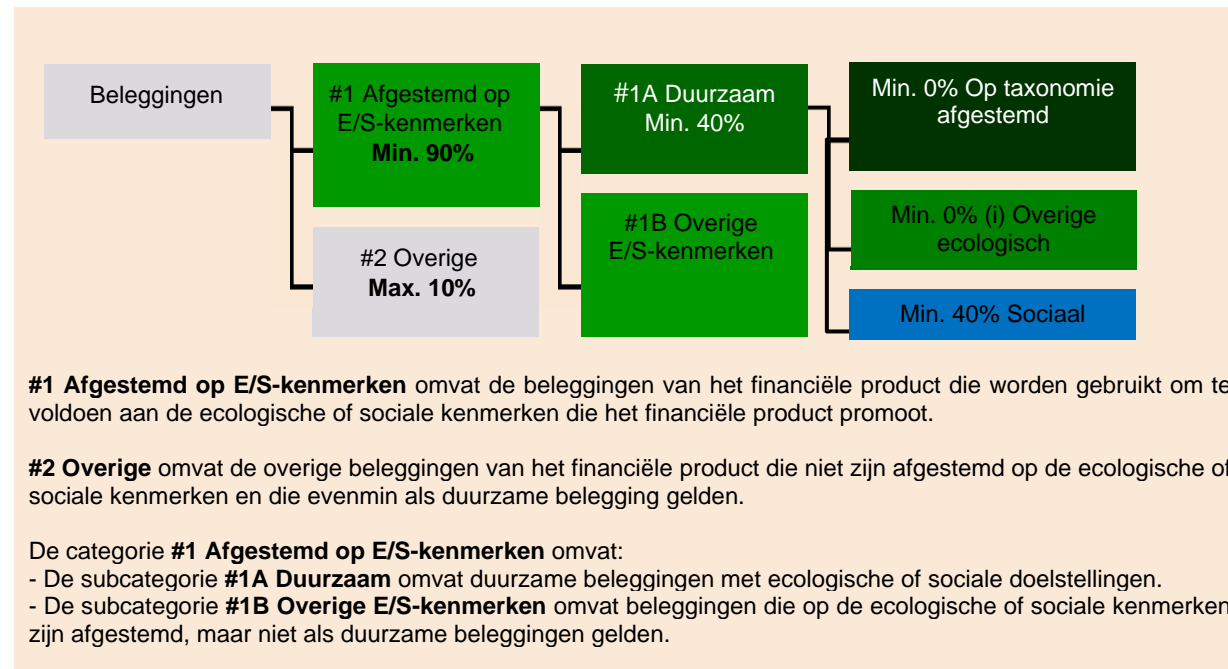 Beleggingen
#1 Afgestemd op
E/S-kenmerken
Min. 90%
#2 Overige
Max. 10%
#1A Duurzaam
Min. 40%
#1B Overige
E/S-kenmerken
Min. 0% Op taxonomie
afgestemd
Min. 0% (i) Overige
ecologisch
Min. 40% Sociaal
#1 Afgestemd op E/S-kenmerken omvat de beleggingen van het financiële product die worden gebruikt om te
voldoen aan de ecologische of sociale kenmerken die het financiële product promoot.
#2 Overige omvat de overige beleggingen van het financiële product die niet zijn afgestemd op de ecologische of
sociale kenmerken en die evenmin als duurzame belegging gelden.
De categorie #1 Afgestemd op E/S-kenmerken omvat:
- De subcategorie #1A Duurzaam omvat duurzame beleggingen met ecologische of sociale doelstellingen.
- De subcategorie #1B Overige E/S-kenmerken omvat beleggingen die op de ecologische of sociale kenmerken
zijn afgestemd, maar niet als duurzame beleggingen gelden.